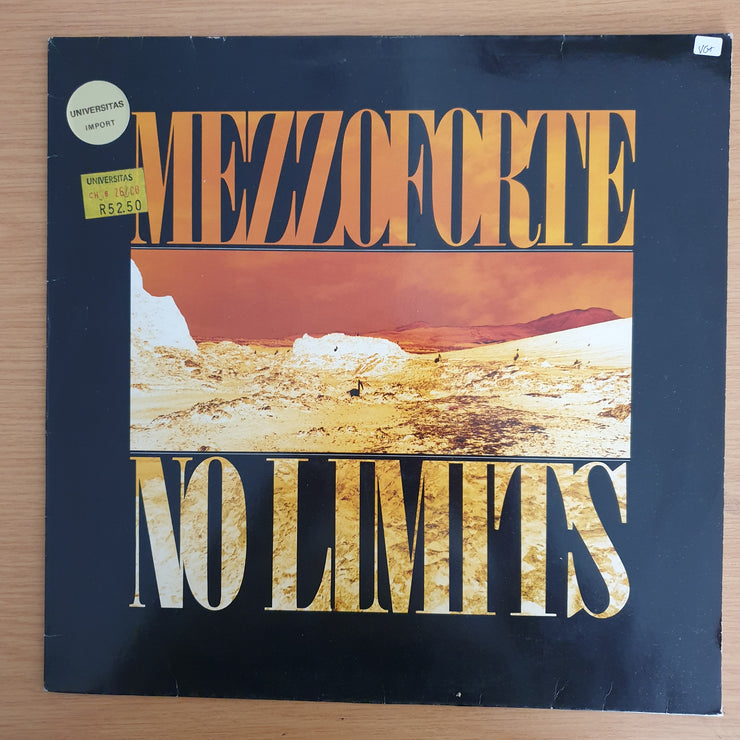 VG+
UNIVERSITAS
IMPORT
MEZZOFORTE
UNIVERSITAS
R52.50
NO LIMITS